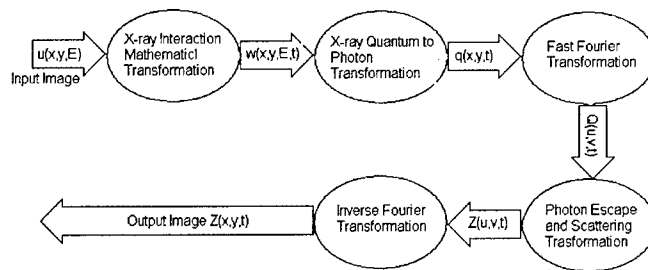 u(x,y,E)
Input Image
X-ray Interaction
Mathematicl
Transformation
w(x,y,E,t)
X-ray Quantum to
Photon
Transformation
q(x,y,t)
Fast Fourier
Transformation
Q(u,v,t)
Photon Escape
and Scattering
Trasformation
Z(u,v,t)
Inverse Fourier
Transformation
Output Image Z(x,y,t)